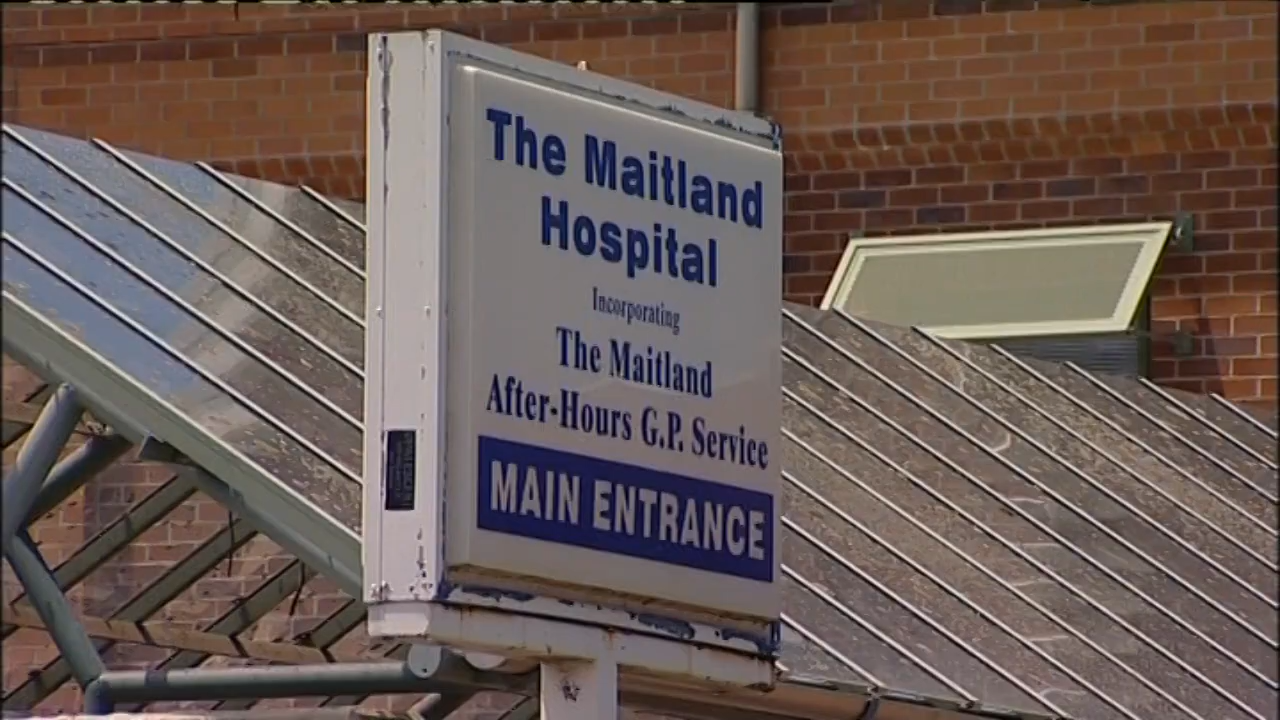 The Maitland
Hospital
Incorporating
The Maitland
After-Hours G.P. Service
MAIN ENTRANCE